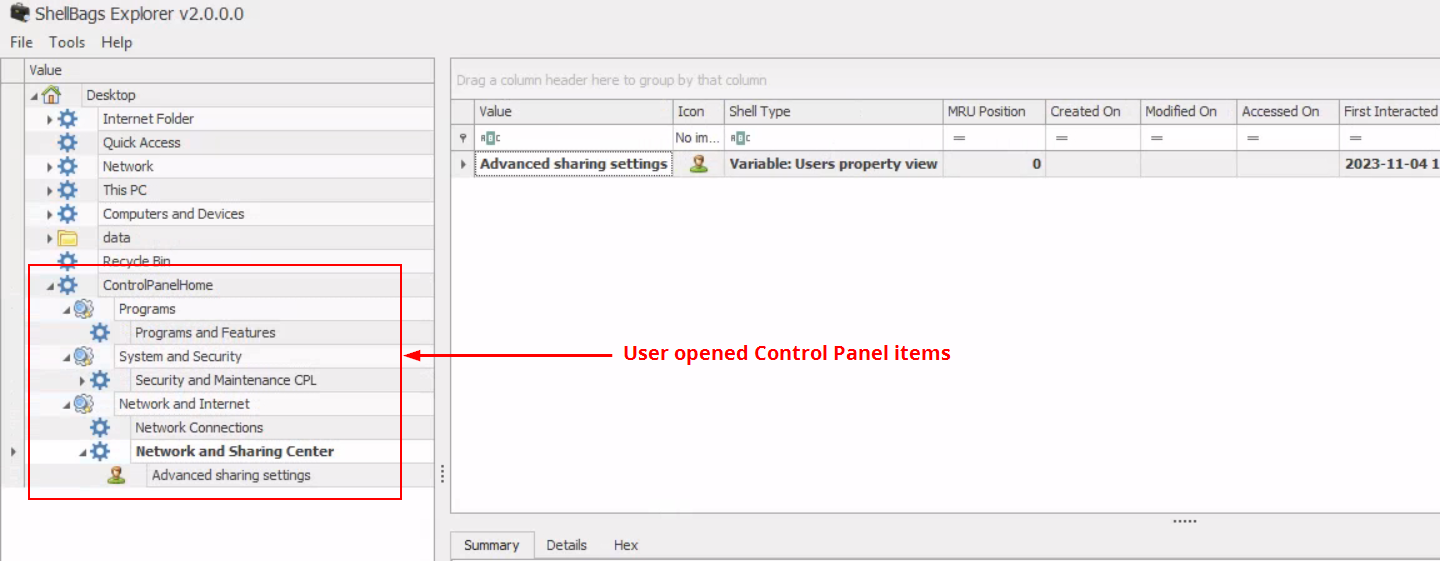 ShellBags Explorer v2.0.0.0
File Tools Help
Value
Desktop
Internet Folder
Quick Access
Network
This PC
Computers and Devices
data
Recycle Bin
ControlPanelHome
Programs
Programs and Features
System and Security
Security and Maintenance CPL
Network and Internet
Network Connections
Network and Sharing Center
Advanced sharing settings
Drag a column header here to group by that column
Value Icon Shell Type MRU Position Created On Modified On Accessed On First Interacted
ABC No im... ABC = = = = =
Advanced sharing settings Variable: Users property view 0 2023-11-04 1
User opened Control Panel items
Summary Details Hex